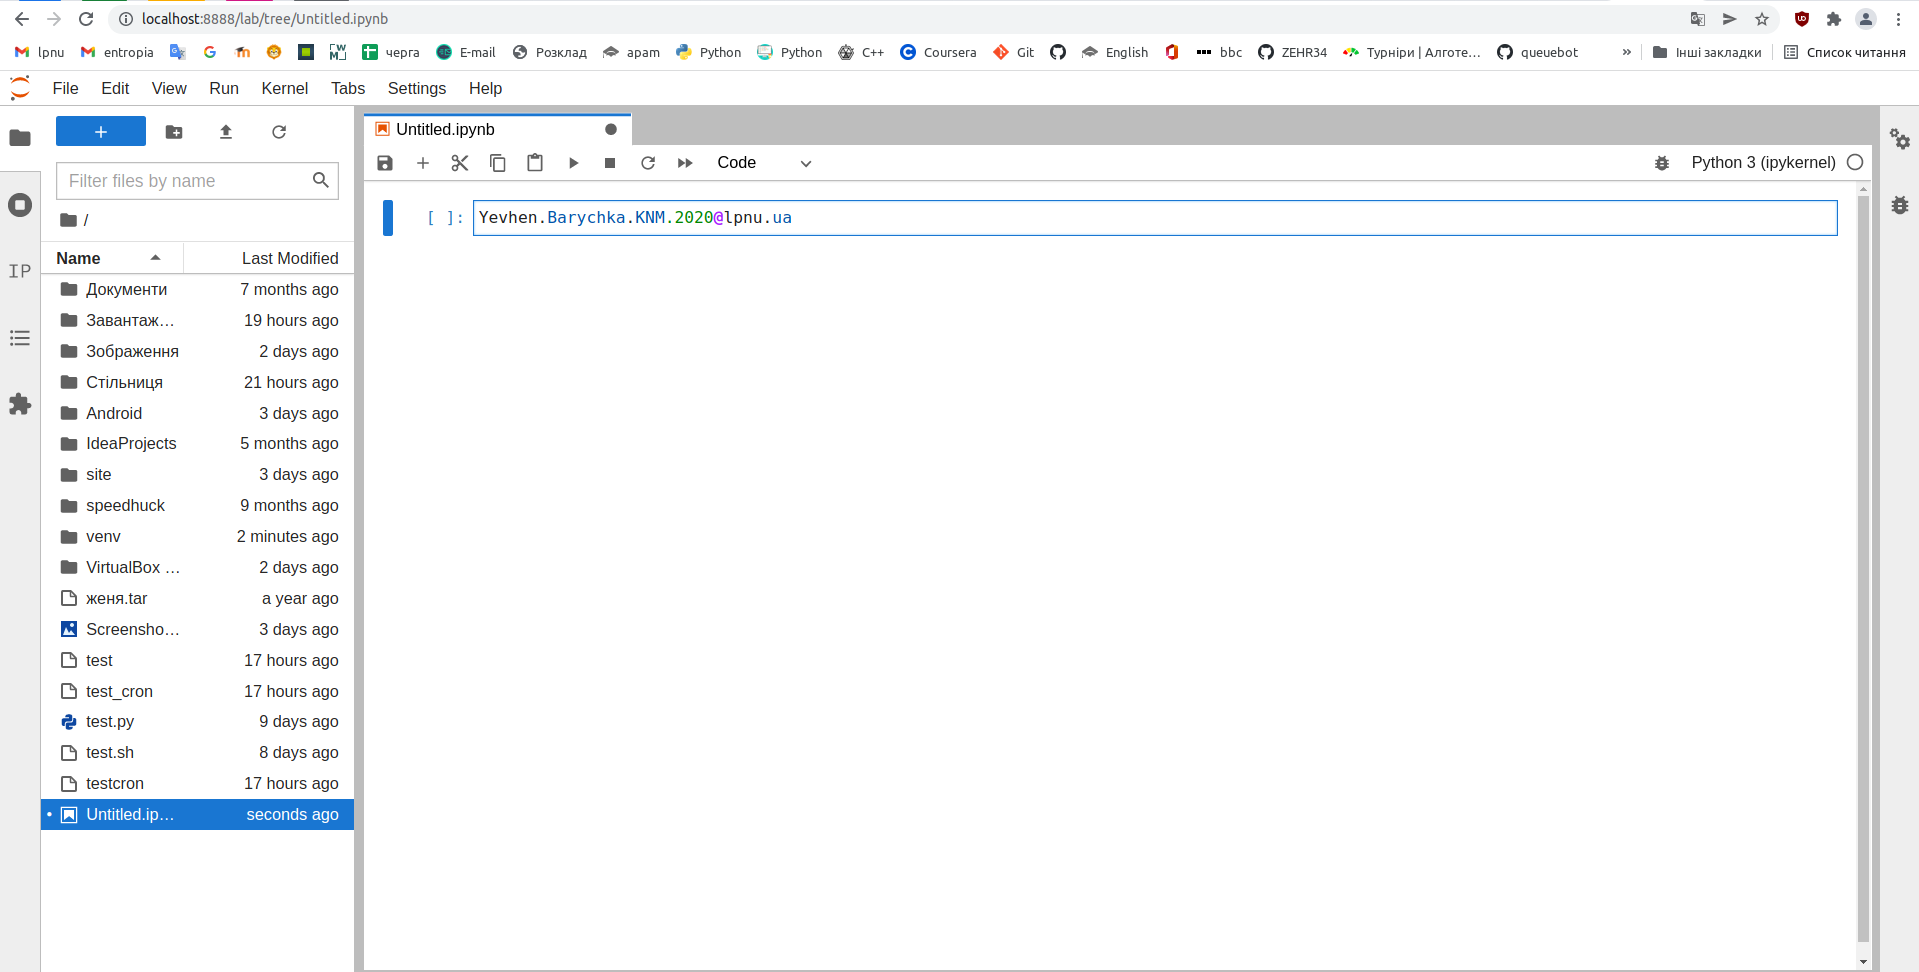 localhost:8888/lab/tree/Untitled.ipynb
lpnu entropia черга E-mail Розклад apam Python Python C++ Coursera Git English bbc ZEHR34 Турніри | Алготе… queuebot » Інші закладки Список читання
File Edit View Run Kernel Tabs Settings Help
Untitled.ipynb
Code
Python 3 (ipykernel)
Filter files by name
/
Name Last Modified
Документи 7 months ago
Завантаж… 19 hours ago
Зображення 2 days ago
Стільниця 21 hours ago
Android 3 days ago
IdeaProjects 5 months ago
site 3 days ago
speedhuck 9 months ago
venv 2 minutes ago
VirtualBox … 2 days ago
женя.tar a year ago
Screensho… 3 days ago
test 17 hours ago
test_cron 17 hours ago
test.py 9 days ago
test.sh 8 days ago
testcron 17 hours ago
Untitled.ip… seconds ago
IP
[ ]: Yevhen.Barychka.KNM.2020@lpnu.ua